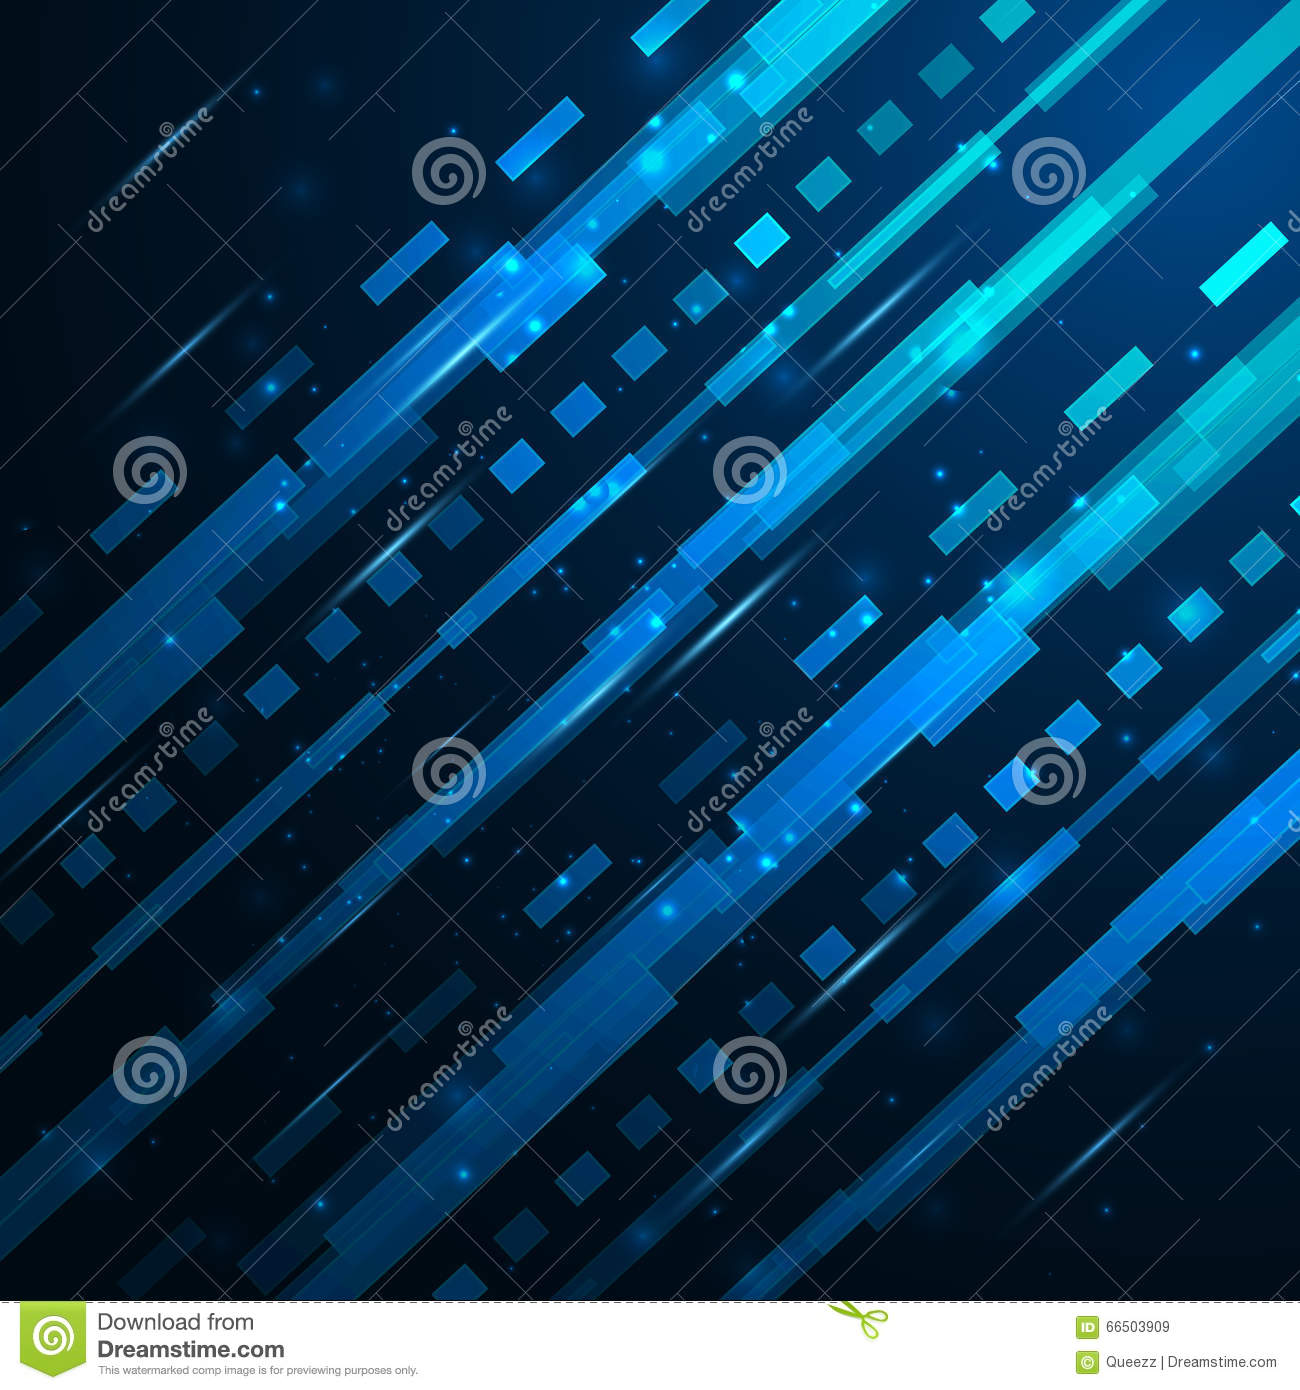 dreamstime
dreamstime
dreamstime
dreamstime
dreamstime
dreamstime
dreamstime
dreamstime
Download from
Dreamstime.com
This watermarked comp image is for previewing purposes only.
ID 66503909
© Queezz | Dreamstime.com